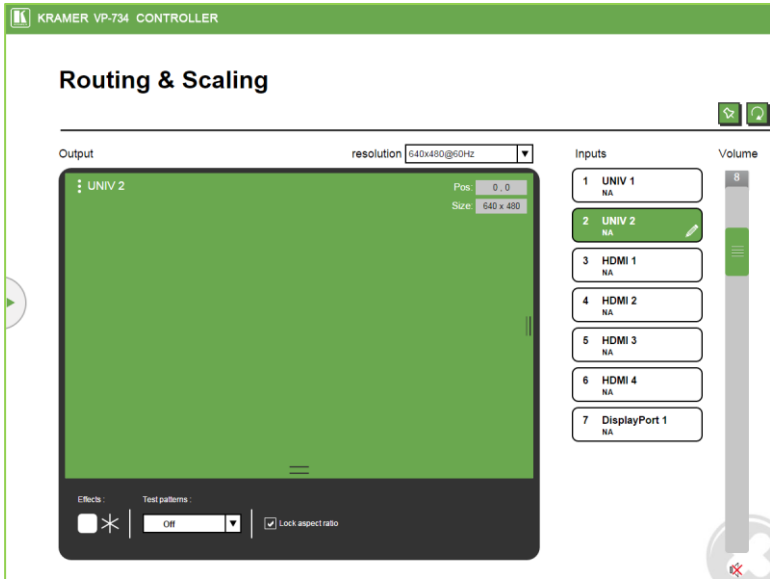 KRAMER VP-734 CONTROLLER
Routing & Scaling
Output
resolution 640x480@60Hz
Inputs
Volume
UNIV 2
Pos: 0 , 0
Size: 640 x 480
1 UNIV 1
NA
2 UNIV 2
NA
3 HDMI 1
NA
4 HDMI 2
NA
5 HDMI 3
NA
6 HDMI 4
NA
7 DisplayPort 1
NA
8
Effects :
Test patterns :
Off
Lock aspect ratio